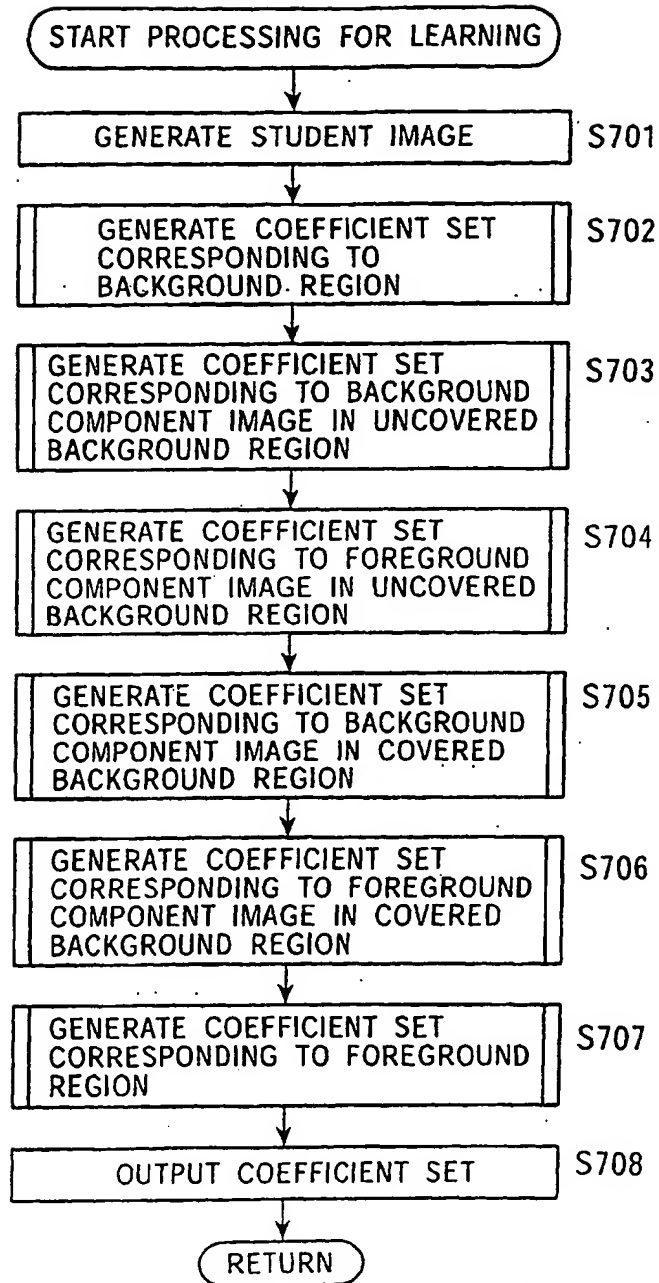 START PROCESSING FOR LEARNING
GENERATE STUDENT IMAGE
S701
GENERATE COEFFICIENT SET
CORRESPONDING TO
BACKGROUND REGION
S702
GENERATE COEFFICIENT SET
CORRESPONDING TO BACKGROUND
COMPONENT IMAGE IN UNCOVERED
BACKGROUND REGION
S703
GENERATE COEFFICIENT SET
CORRESPONDING TO FOREGROUND
COMPONENT IMAGE IN UNCOVERED
BACKGROUND REGION
S704
GENERATE COEFFICIENT SET
CORRESPONDING TO BACKGROUND
COMPONENT IMAGE IN COVERED
BACKGROUND REGION
S705
GENERATE COEFFICIENT SET
CORRESPONDING TO FOREGROUND
COMPONENT IMAGE IN COVERED
BACKGROUND REGION
S706
GENERATE COEFFICIENT SET
CORRESPONDING TO FOREGROUND
REGION
S707
OUTPUT COEFFICIENT SET
S708
RETURN